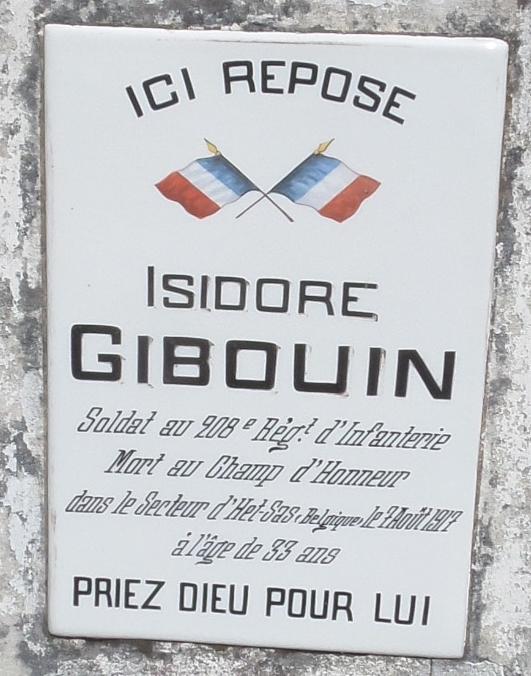 ICI REPOSE
ISIDORE
GIBOUIN
Soldat au 208e Régt. d'Infanterie
Mort au Champ d'Honneur
dans le Secteur d'Het-Sas (Belgique) le 7 Août 1917
à l'âge de 33 ans
PRIEZ DIEU POUR LUI